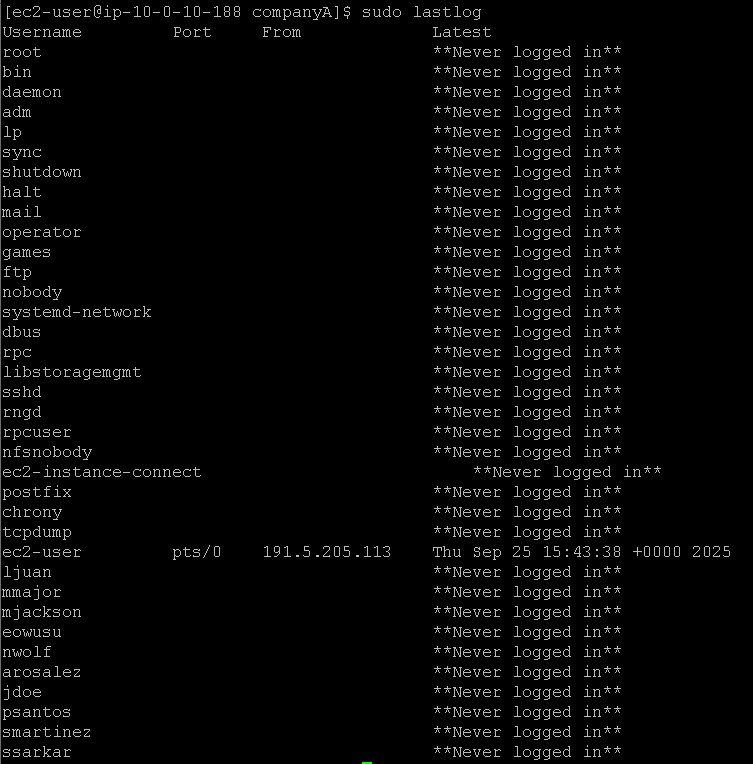 [ec2-user@ip-10-0-10-188 companyA]$ sudo lastlog
Username         Port     From             Latest
root                                       **Never logged in**
bin                                        **Never logged in**
daemon                                     **Never logged in**
adm                                        **Never logged in**
lp                                         **Never logged in**
sync                                       **Never logged in**
shutdown                                   **Never logged in**
halt                                       **Never logged in**
mail                                       **Never logged in**
operator                                   **Never logged in**
games                                      **Never logged in**
ftp                                        **Never logged in**
nobody                                     **Never logged in**
systemd-network                            **Never logged in**
dbus                                       **Never logged in**
rpc                                        **Never logged in**
libstoragemgmt                             **Never logged in**
sshd                                       **Never logged in**
rngd                                       **Never logged in**
rpcuser                                    **Never logged in**
nfsnobody                                  **Never logged in**
ec2-instance-connect                           **Never logged in**
postfix                                    **Never logged in**
chrony                                     **Never logged in**
tcpdump                                    **Never logged in**
ec2-user         pts/0    191.5.205.113    Thu Sep 25 15:43:38 +0000 2025
ljuan                                      **Never logged in**
mmajor                                     **Never logged in**
mjackson                                   **Never logged in**
eowusu                                     **Never logged in**
nwolf                                      **Never logged in**
arosalez                                   **Never logged in**
jdoe                                       **Never logged in**
psantos                                    **Never logged in**
smartinez                                  **Never logged in**
ssarkar                                    **Never logged in**